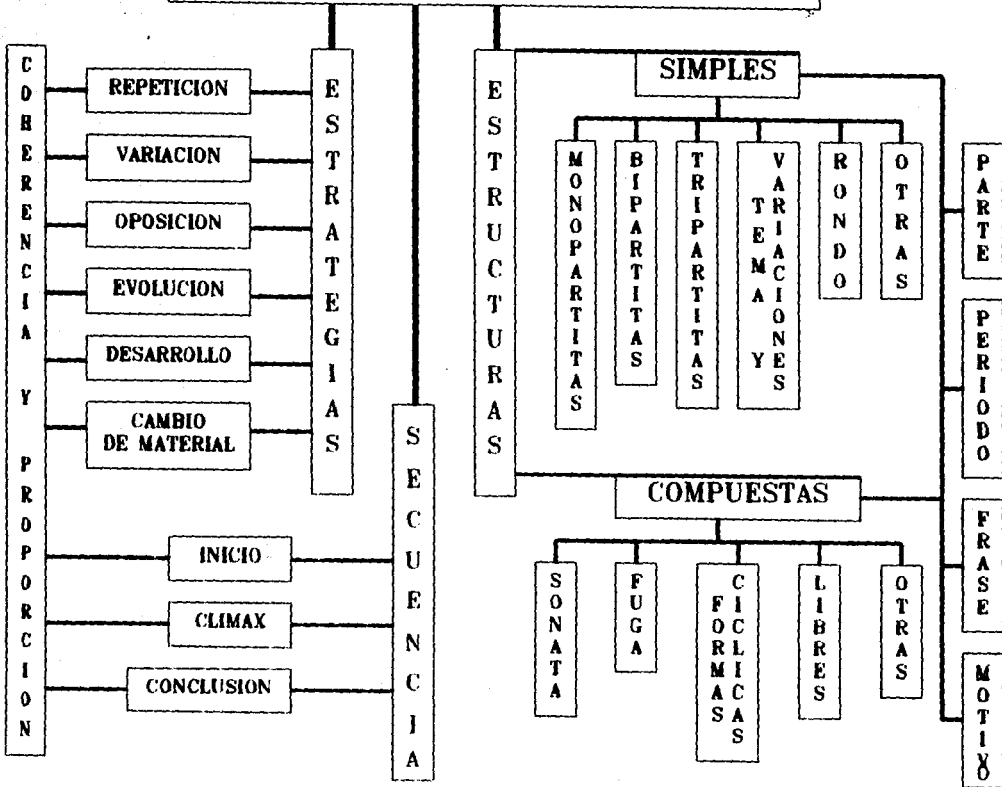 COHERENCIA Y PROPORCION
REPETICION
VARIACION
OPOSICION
EVOLUCION
DESARROLLO
CAMBIO
DE MATERIAL
INICIO
CLIMAX
CONCLUSION
ESTRATEGIAS
SECUENCIA
ESTRUCTURAS
SIMPLES
MONOPARTITAS
BIPARTITAS
TRIPARTITAS
TEMA Y
VARIACIONES
RONDO
OTRAS
COMPUESTAS
SONATA
FUGA
FORMAS
CICLICAS
LIBRES
OTRAS
PARTE
PERIODO
FRASE
MOTIVO